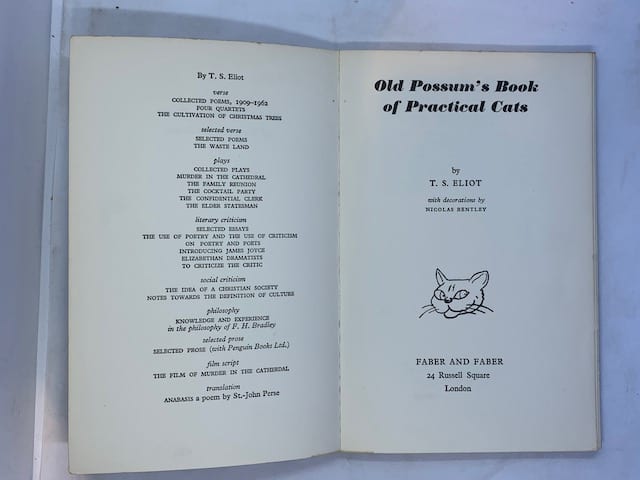 By T. S. Eliot
verse
COLLECTED POEMS, 1909-1962
FOUR QUARTETS
THE CULTIVATION OF CHRISTMAS TREES
selected verse
SELECTED POEMS
THE WASTE LAND
plays
COLLECTED PLAYS
MURDER IN THE CATHEDRAL
THE FAMILY REUNION
THE COCKTAIL PARTY
THE CONFIDENTIAL CLERK
THE ELDER STATESMAN
literary criticism
SELECTED ESSAYS
THE USE OF POETRY AND THE USE OF CRITICISM
ON POETRY AND POETS
INTRODUCING JAMES JOYCE
ELIZABETHAN DRAMATISTS
TO CRITICIZE THE CRITIC
social criticism
THE IDEA OF A CHRISTIAN SOCIETY
NOTES TOWARDS THE DEFINITION OF CULTURE
philosophy
KNOWLEDGE AND EXPERIENCE
in the philosophy of F. H. Bradley
selected prose
SELECTED PROSE (with Penguin Books Ltd.)
film script
THE FILM OF MURDER IN THE CATHERDAL
translation
ANABASIS a poem by St.-John Perse
Old Possum's Book
of Practical Cats
by
T. S. ELIOT
with decorations by
NICOLAS BENTLEY
FABER AND FABER
24 Russell Square
London